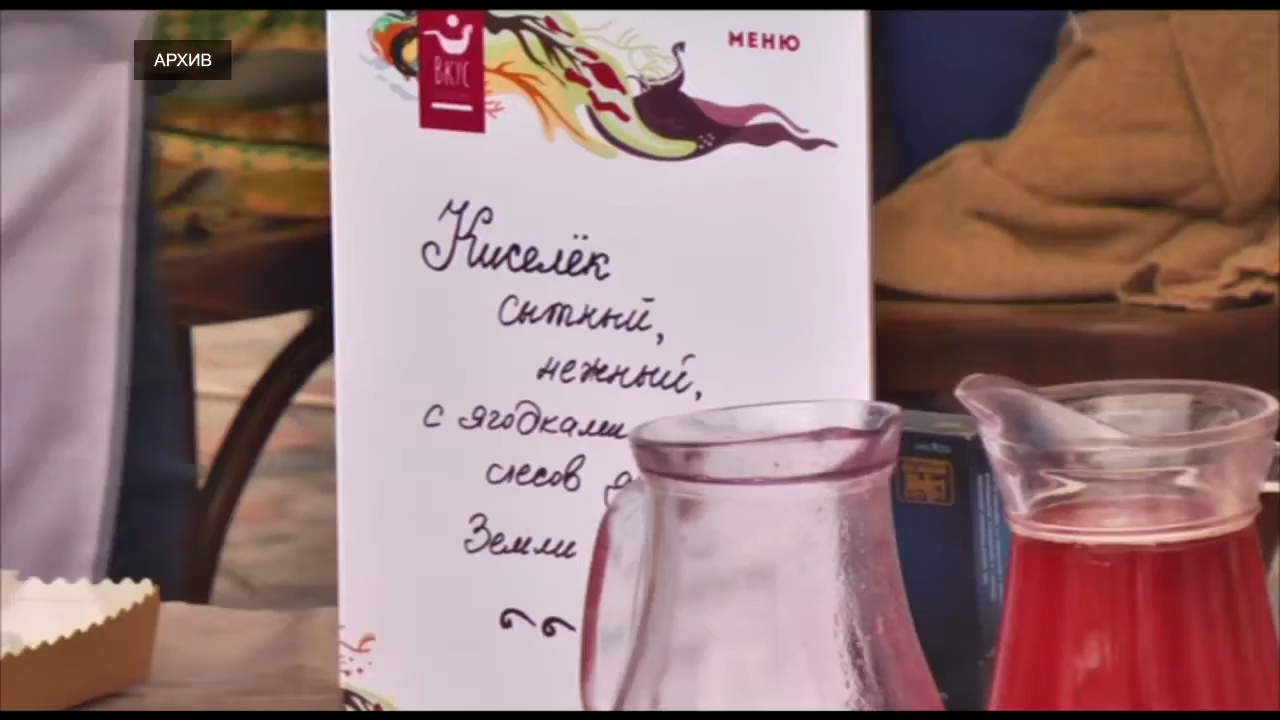 АРХИВ
МЕНЮ
ВКУС
Киселёк
сытный,
нежный,
с ягодками
лесов
Земли